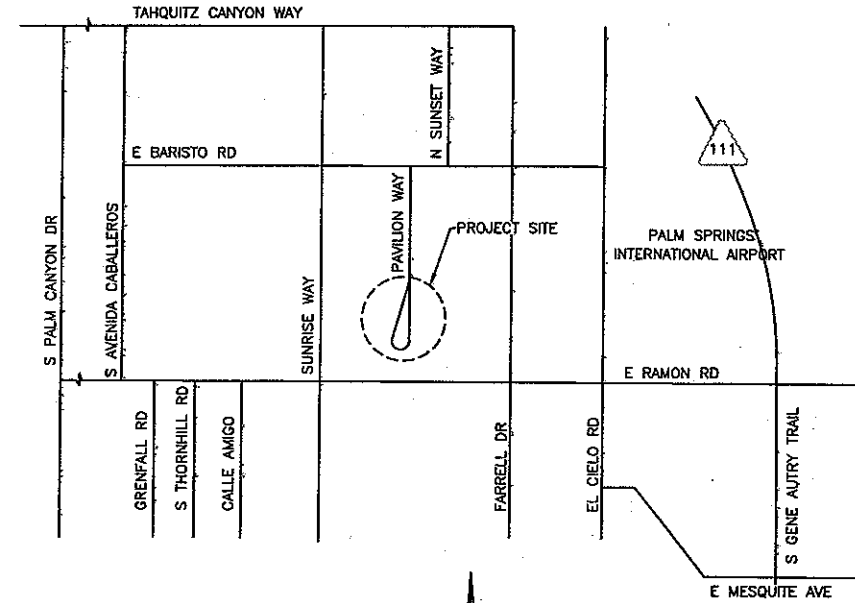 TAHQUITZ CANYON WAY
N SUNSET WAY
E BARISTO RD
111
S PALM CANYON DR
S AVENIDA CABALLEROS
SUNRISE WAY
PAVILION WAY
PROJECT SITE
PALM SPRINGS
INTERNATIONAL AIRPORT
E RAMON RD
GRENFALL RD
S THORNHILL RD
CALLE AMIGO
FARRELL DR
EL CIELO RD
S GENE AUTRY TRAIL
E MESQUITE AVE